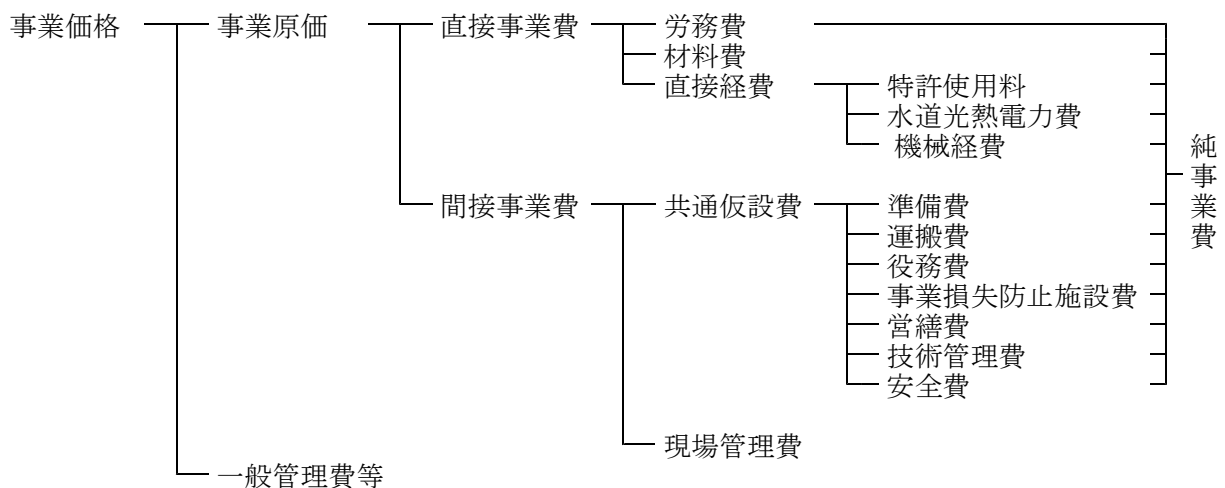 事業価格 事業原価 直接事業費 労務費
材料費
直接経費 特許使用料
水道光熱電力費
機械経費
純事業費
間接事業費 共通仮設費 準備費
運搬費
役務費
事業損失防止施設費
営繕費
技術管理費
安全費
現場管理費
一般管理費等